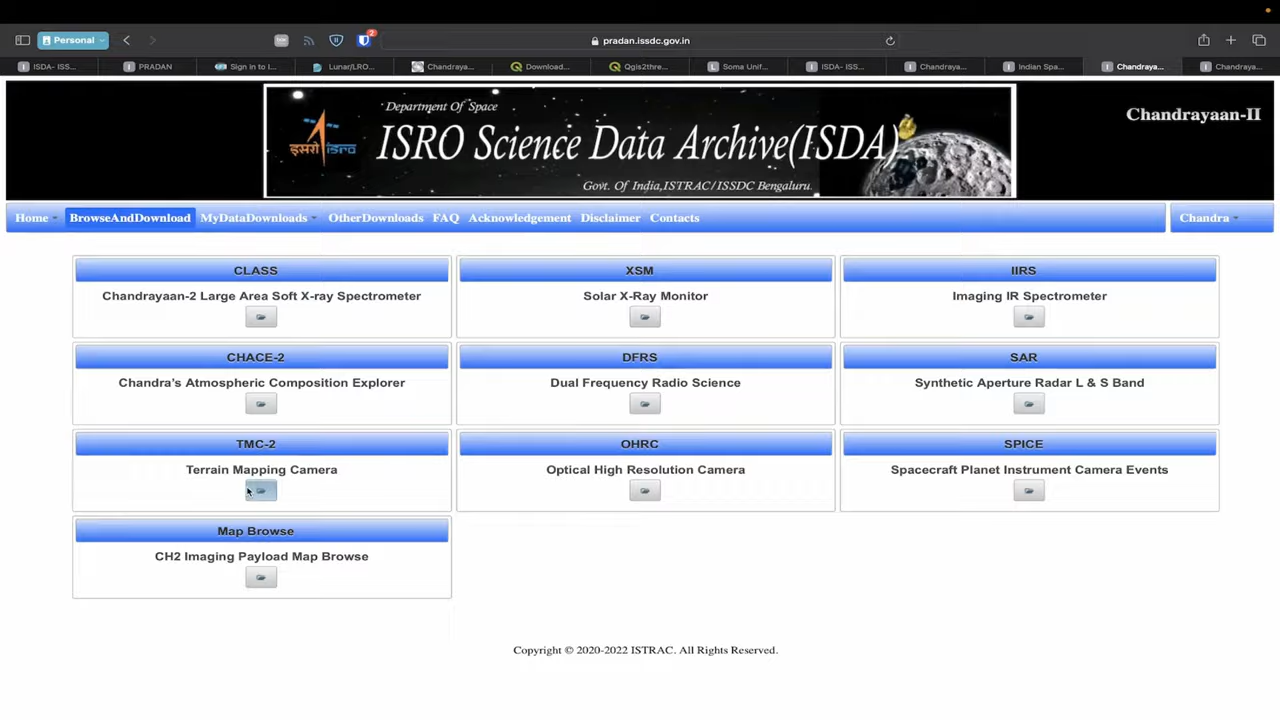 Personal
pradan.issdc.gov.in
2
ISDA- ISS... PRADAN Sign in to I... Lunar/LRO... Chandraya... Download... Qgis2thre... Soma Unif... ISDA- ISS... Chandraya... Indian Spa... Chandraya... Chandraya...
Department Of Space
इसरो isro ISRO Science Data Archive(ISDA)
Govt. Of India,ISTRAC/ISSDC Bengaluru.
Chandrayaan-II
Home BrowseAndDownload MyDataDownloads OtherDownloads FAQ Acknowledgement Disclaimer Contacts Chandra
CLASS XSM IIRS
Chandrayaan-2 Large Area Soft X-ray Spectrometer Solar X-Ray Monitor Imaging IR Spectrometer
CHACE-2 DFRS SAR
Chandra's Atmospheric Composition Explorer Dual Frequency Radio Science Synthetic Aperture Radar L & S Band
TMC-2 OHRC SPICE
Terrain Mapping Camera Optical High Resolution Camera Spacecraft Planet Instrument Camera Events
Map Browse
CH2 Imaging Payload Map Browse
Copyright © 2020-2022 ISTRAC. All Rights Reserved.